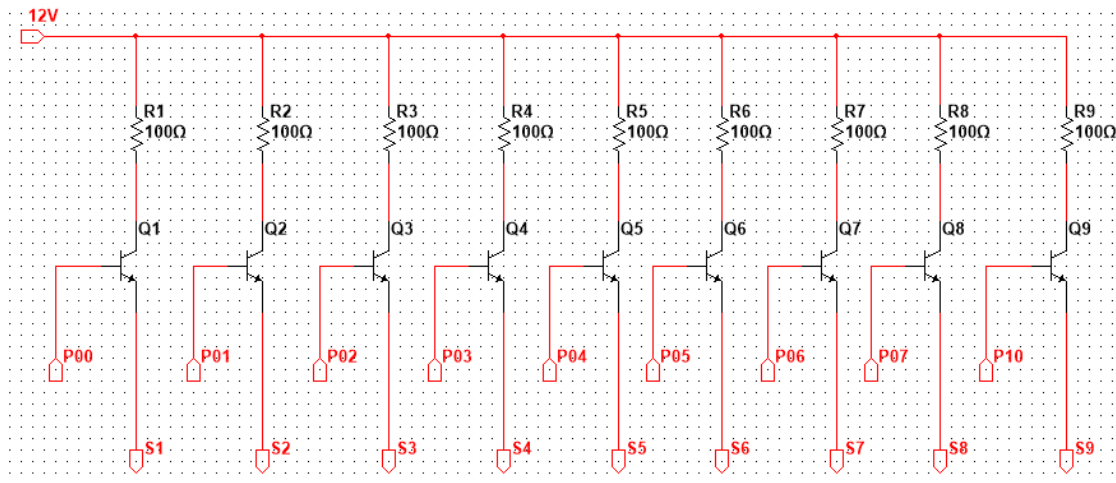 12V
R1 R2 R3 R4 R5 R6 R7 R8 R9
100Ω 100Ω 100Ω 100Ω 100Ω 100Ω 100Ω 100Ω 100Ω
Q1 Q2 Q3 Q4 Q5 Q6 Q7 Q8 Q9
P00 P01 P02 P03 P04 P05 P06 P07 P10
S1 S2 S3 S4 S5 S6 S7 S8 S9